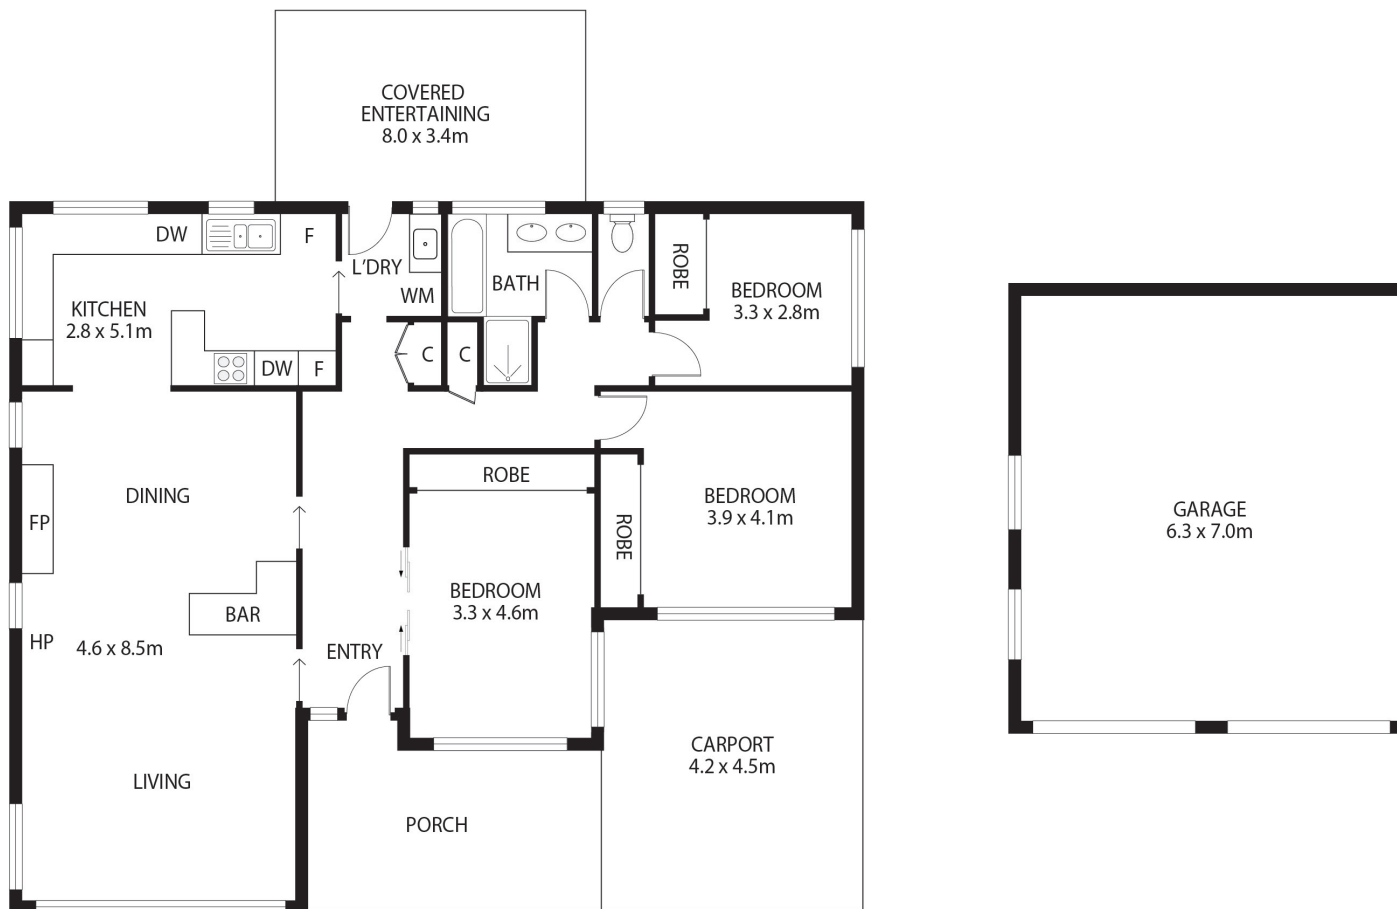 COVERED
ENTERTAINING
8.0 x 3.4m
DW
F
L'DRY
WM
BATH
ROBE
BEDROOM
3.3 x 2.8m
KITCHEN
2.8 x 5.1m
DW
F
C
C
DINING
FP
ROBE
ROBE
BEDROOM
3.9 x 4.1m
BEDROOM
3.3 x 4.6m
BAR
HP
4.6 x 8.5m
ENTRY
LIVING
PORCH
CARPORT
4.2 x 4.5m
GARAGE
6.3 x 7.0m